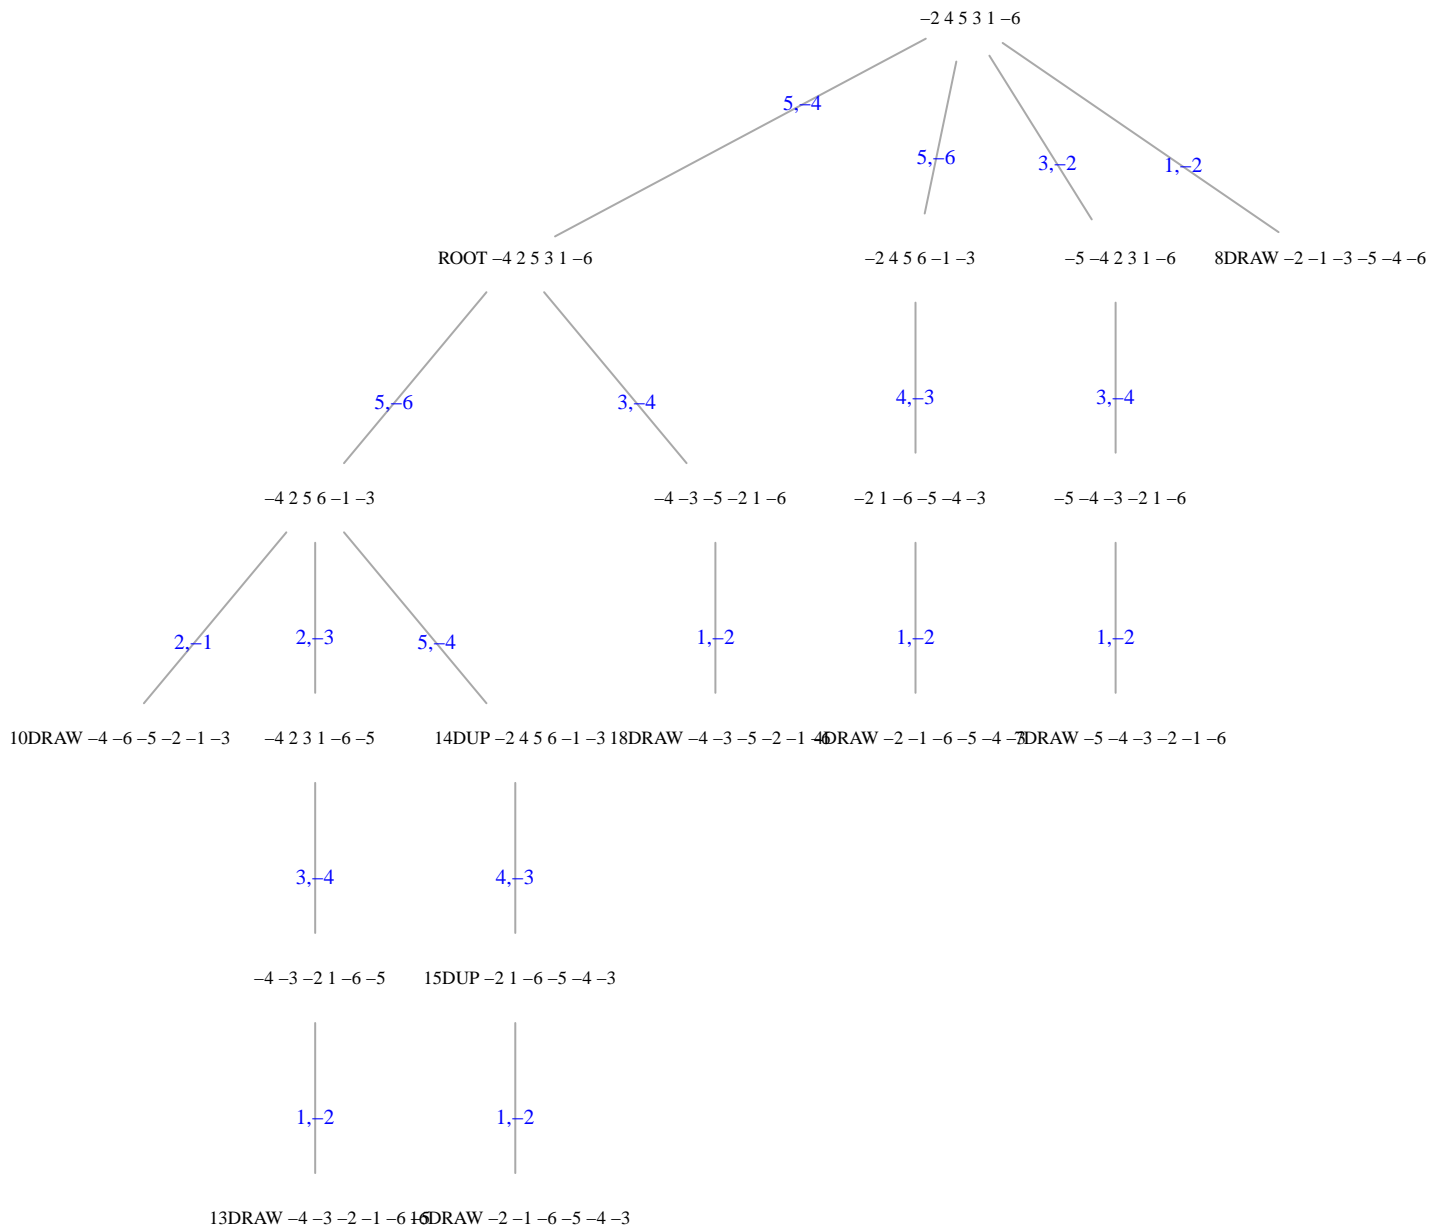 –2 4 5 3 1 –6
5,–4
5,–6
3,–2
1,–2
ROOT –4 2 5 3 1 –6
–2 4 5 6 –1 –3
–5 –4 2 3 1 –6
8DRAW –2 –1 –3 –5 –4 –6
5,–6
3,–4
4,–3
3,–4
–4 2 5 6 –1 –3
–4 –3 –5 –2 1 –6
–2 1 –6 –5 –4 –3
–5 –4 –3 –2 1 –6
2,–1
2,–3
5,–4
1,–2
1,–2
1,–2
10DRAW –4 –6 –5 –2 –1 –3
–4 2 3 1 –6 –5
14DUP –2 4 5 6 –1 –3
18DRAW –4 –3 –5 –2 –1 –6
4DRAW –2 –1 –6 –5 –4 –3
7DRAW –5 –4 –3 –2 –1 –6
3,–4
4,–3
–4 –3 –2 1 –6 –5
15DUP –2 1 –6 –5 –4 –3
1,–2
1,–2
13DRAW –4 –3 –2 –1 –6 –5
16DRAW –2 –1 –6 –5 –4 –3